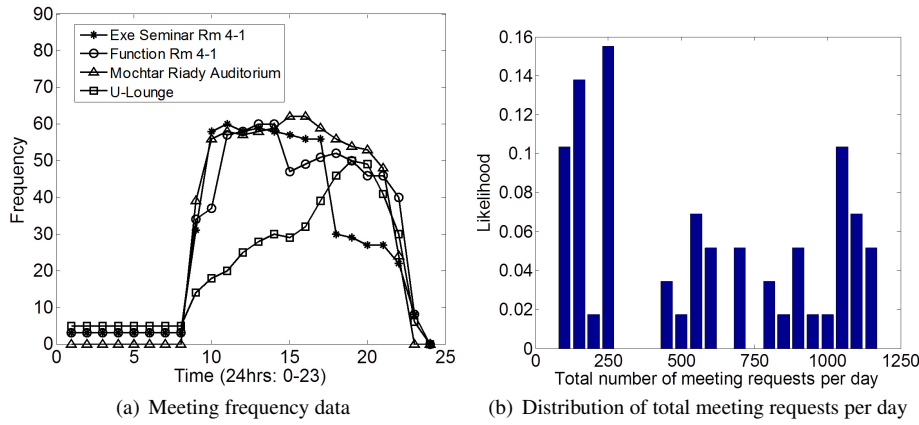 90
80
70
60
50
40
30
20
10
0
Frequency
Exe Seminar Rm 4-1
Function Rm 4-1
Mochtar Riady Auditorium
U-Lounge
0 5 10 15 20 25
Time (24hrs: 0-23)
(a) Meeting frequency data
0.16
0.14
0.12
0.1
0.08
0.06
0.04
0.02
0
Likelihood
0 250 500 750 1000 1250
Total number of meeting requests per day
(b) Distribution of total meeting requests per day